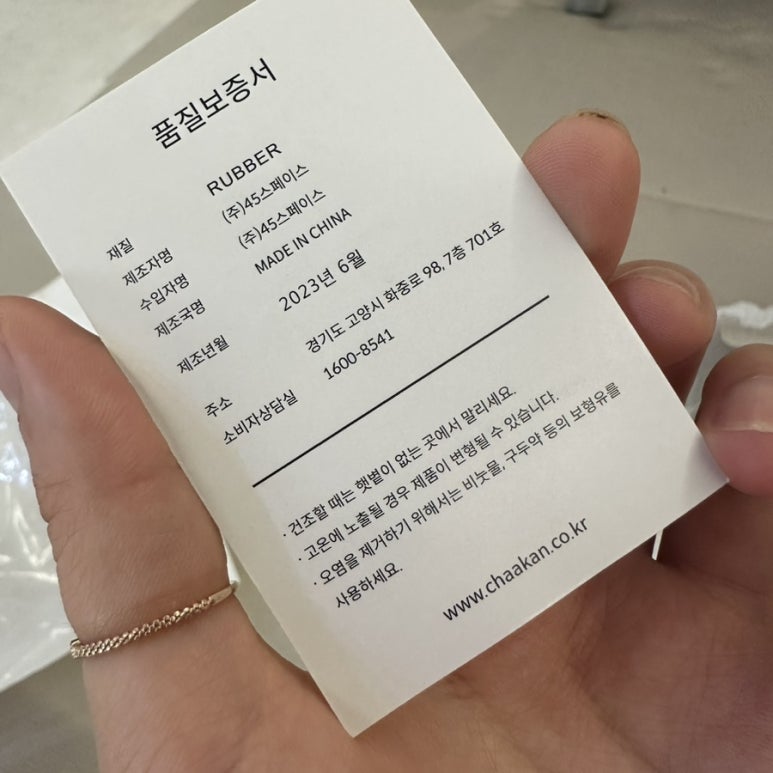 품질보증서
재질 RUBBER
제조자명 (주)45스페이스
수입자명 (주)45스페이스
제조국명 MADE IN CHINA
제조년월 2023년 6월
주소 경기도 고양시 화중로 98, 7층 701호
소비자상담실 1600-8541
· 건조할 때는 햇볕이 없는 곳에서 말리세요.
· 고온에 노출될 경우 제품이 변형될 수 있습니다.
· 오염을 제거하기 위해서는 비눗물, 구두약 등의 보형유를
사용하세요.
www.chaakan.co.kr